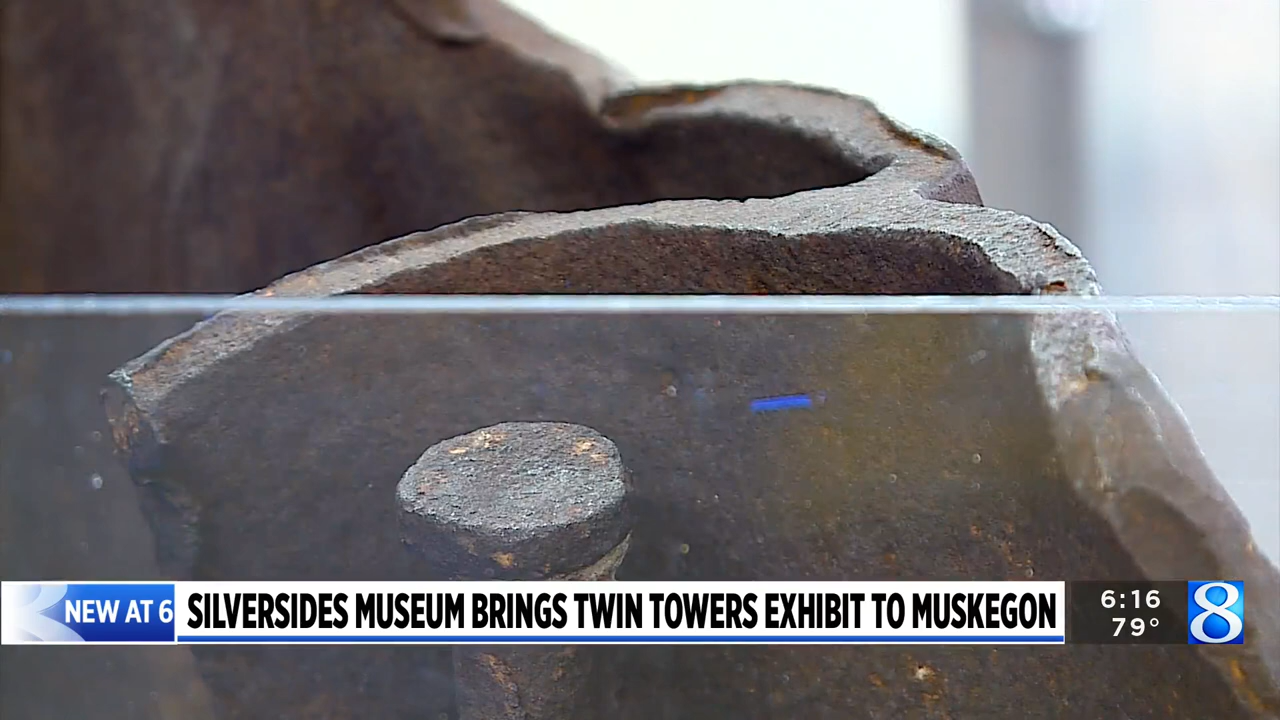 NEW AT 6
SILVERSIDES MUSEUM BRINGS TWIN TOWERS EXHIBIT TO MUSKEGON
6:16
79°
8